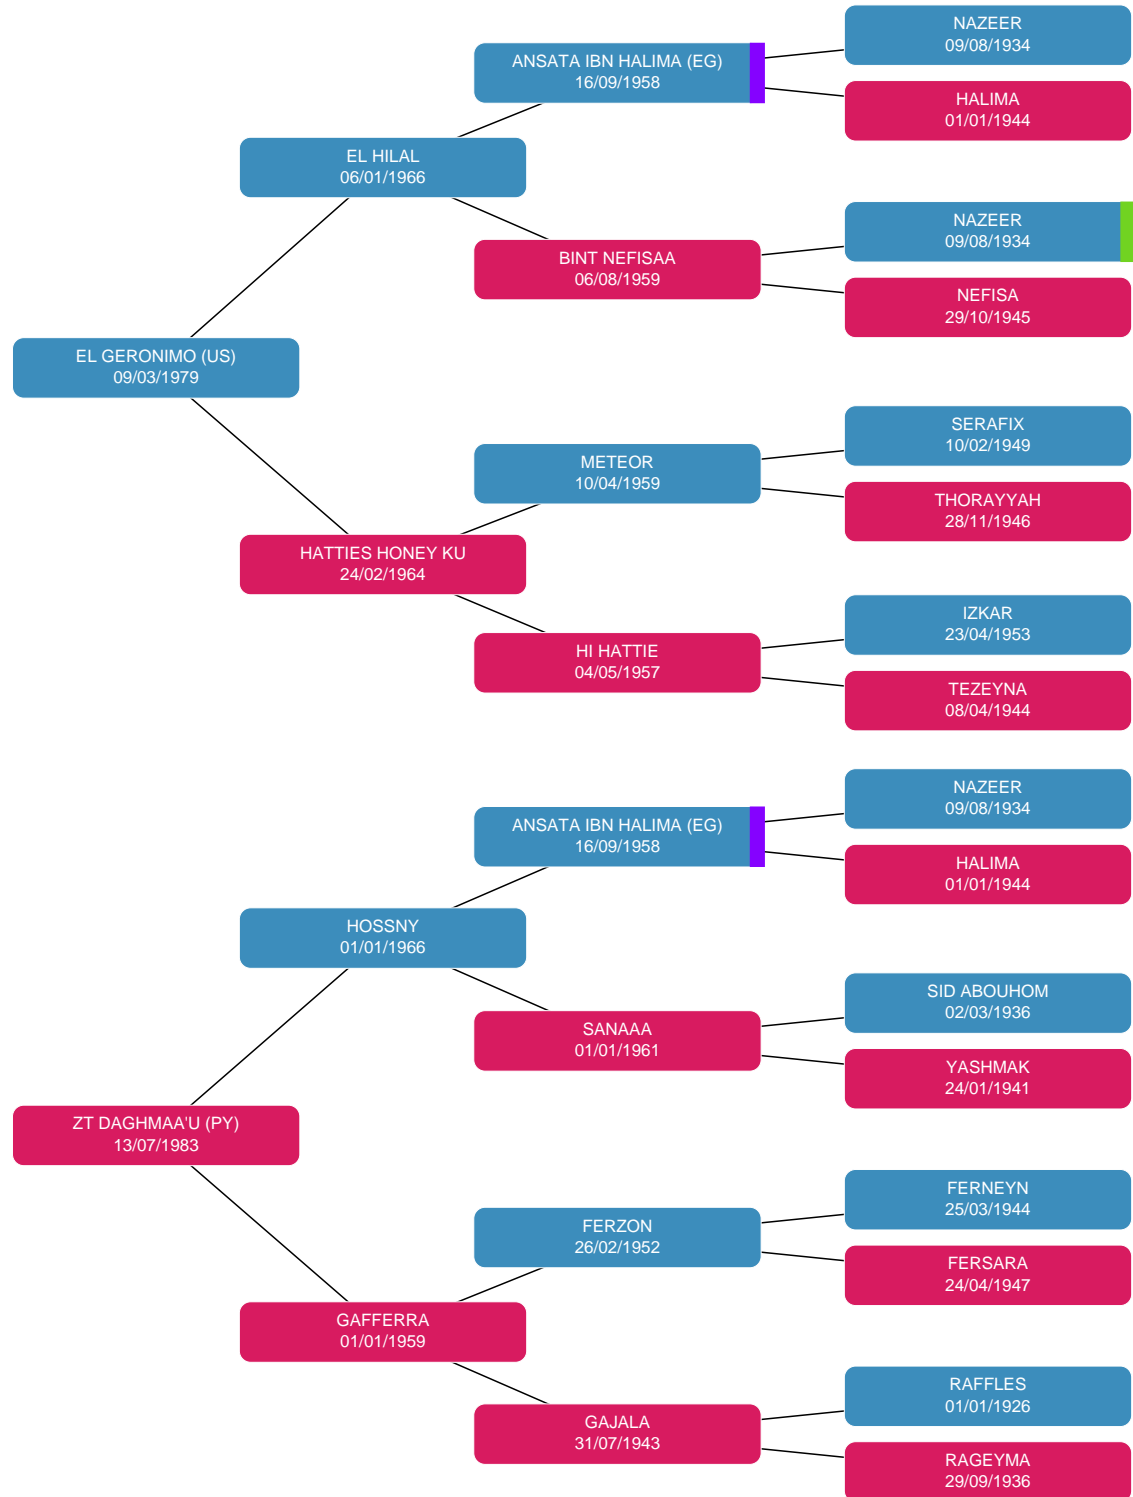 NAZEER
09/08/1934
ANSATA IBN HALIMA (EG)
16/09/1958
HALIMA
01/01/1944
EL HILAL
06/01/1966
NAZEER
09/08/1934
BINT NEFISAA
06/08/1959
NEFISA
29/10/1945
EL GERONIMO (US)
09/03/1979
SERAFIX
10/02/1949
METEOR
10/04/1959
THORAYYAH
28/11/1946
HATTIES HONEY KU
24/02/1964
IZKAR
23/04/1953
HI HATTIE
04/05/1957
TEZEYNA
08/04/1944
NAZEER
09/08/1934
ANSATA IBN HALIMA (EG)
16/09/1958
HALIMA
01/01/1944
HOSSNY
01/01/1966
SID ABOUHOM
02/03/1936
SANAAA
01/01/1961
YASHMAK
24/01/1941
ZT DAGHMAA'U (PY)
13/07/1983
FERNEYN
25/03/1944
FERZON
26/02/1952
FERSARA
24/04/1947
GAFFERRA
01/01/1959
RAFFLES
01/01/1926
GAJALA
31/07/1943
RAGEYMA
29/09/1936